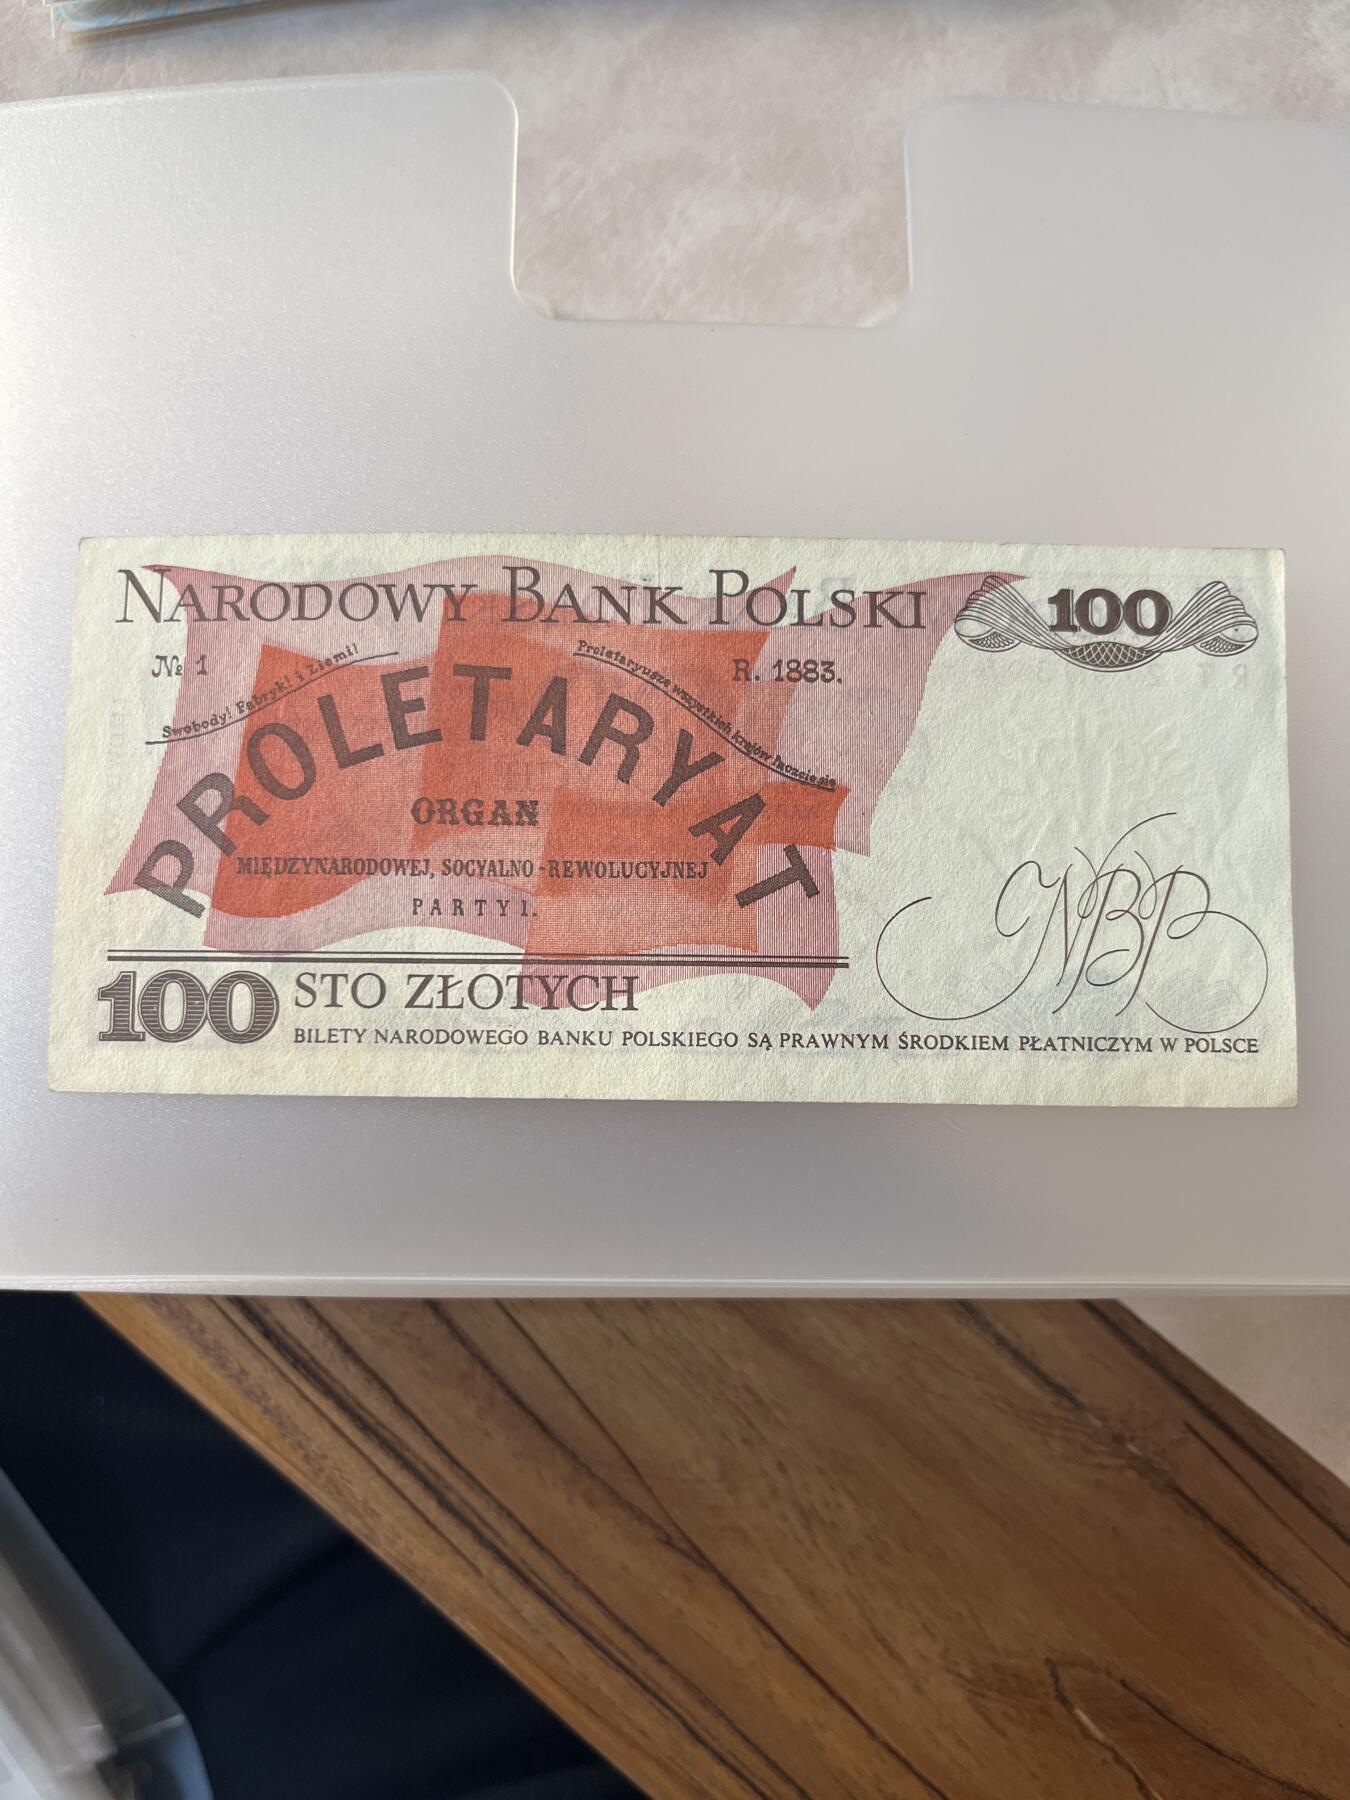 NARODOWY BANK POLSKI
100
№ 1
Swobody! Fabryk! i Ziemi!
Proletaryusze wszystkich krajów łączcie się
R. 1883.
PROLETARYAT
ORGAN
MIĘDZYNARODOWEJ, SOCYALNO-REWOLUCYJNEJ
PARTYI.
NBP
100 STO ZŁOTYCH
BILETY NARODOWEGO BANKU POLSKIEGO SĄ PRAWNYM ŚRODKIEM PŁATNICZYM W POLSCE